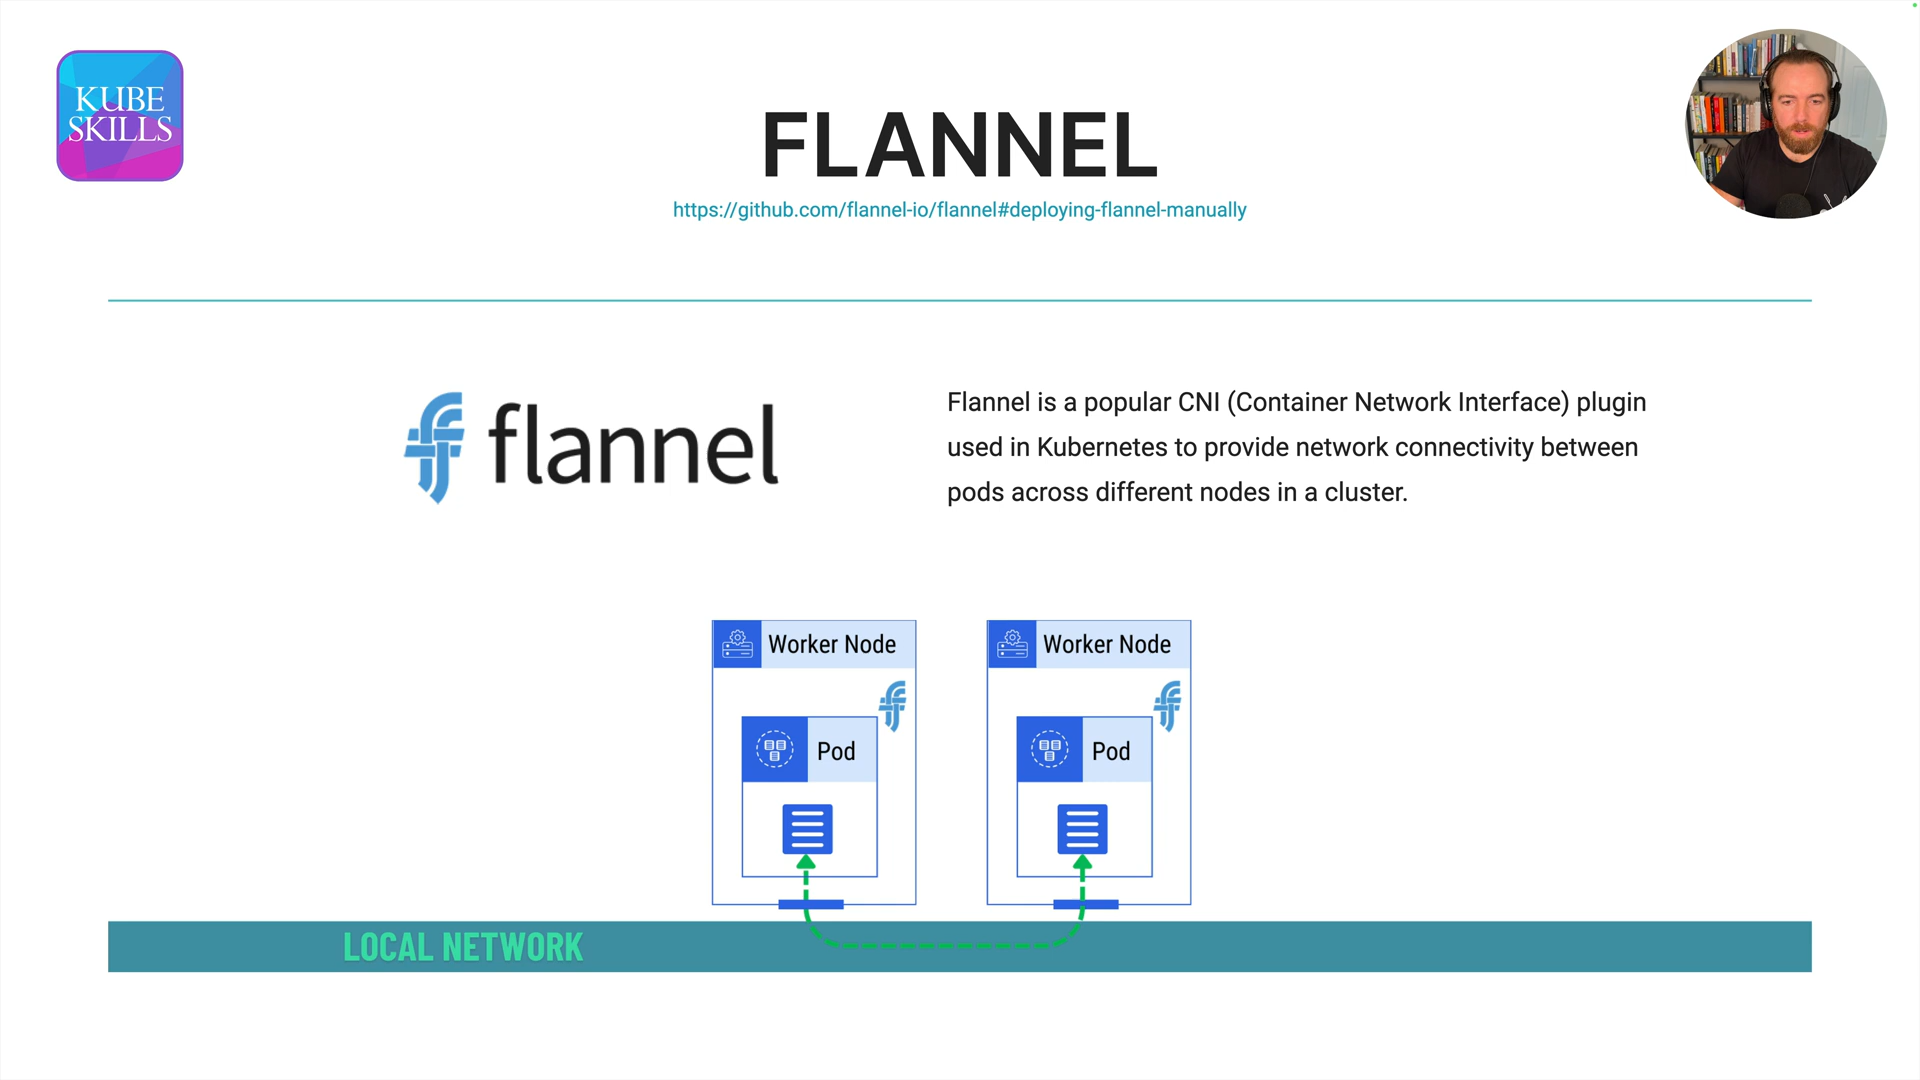 KUBE
SKILLS
FLANNEL
https://github.com/flannel-io/flannel#deploying-flannel-manually
flannel
Flannel is a popular CNI (Container Network Interface) plugin
used in Kubernetes to provide network connectivity between
pods across different nodes in a cluster.
Worker Node
Worker Node
Pod
Pod
LOCAL NETWORK